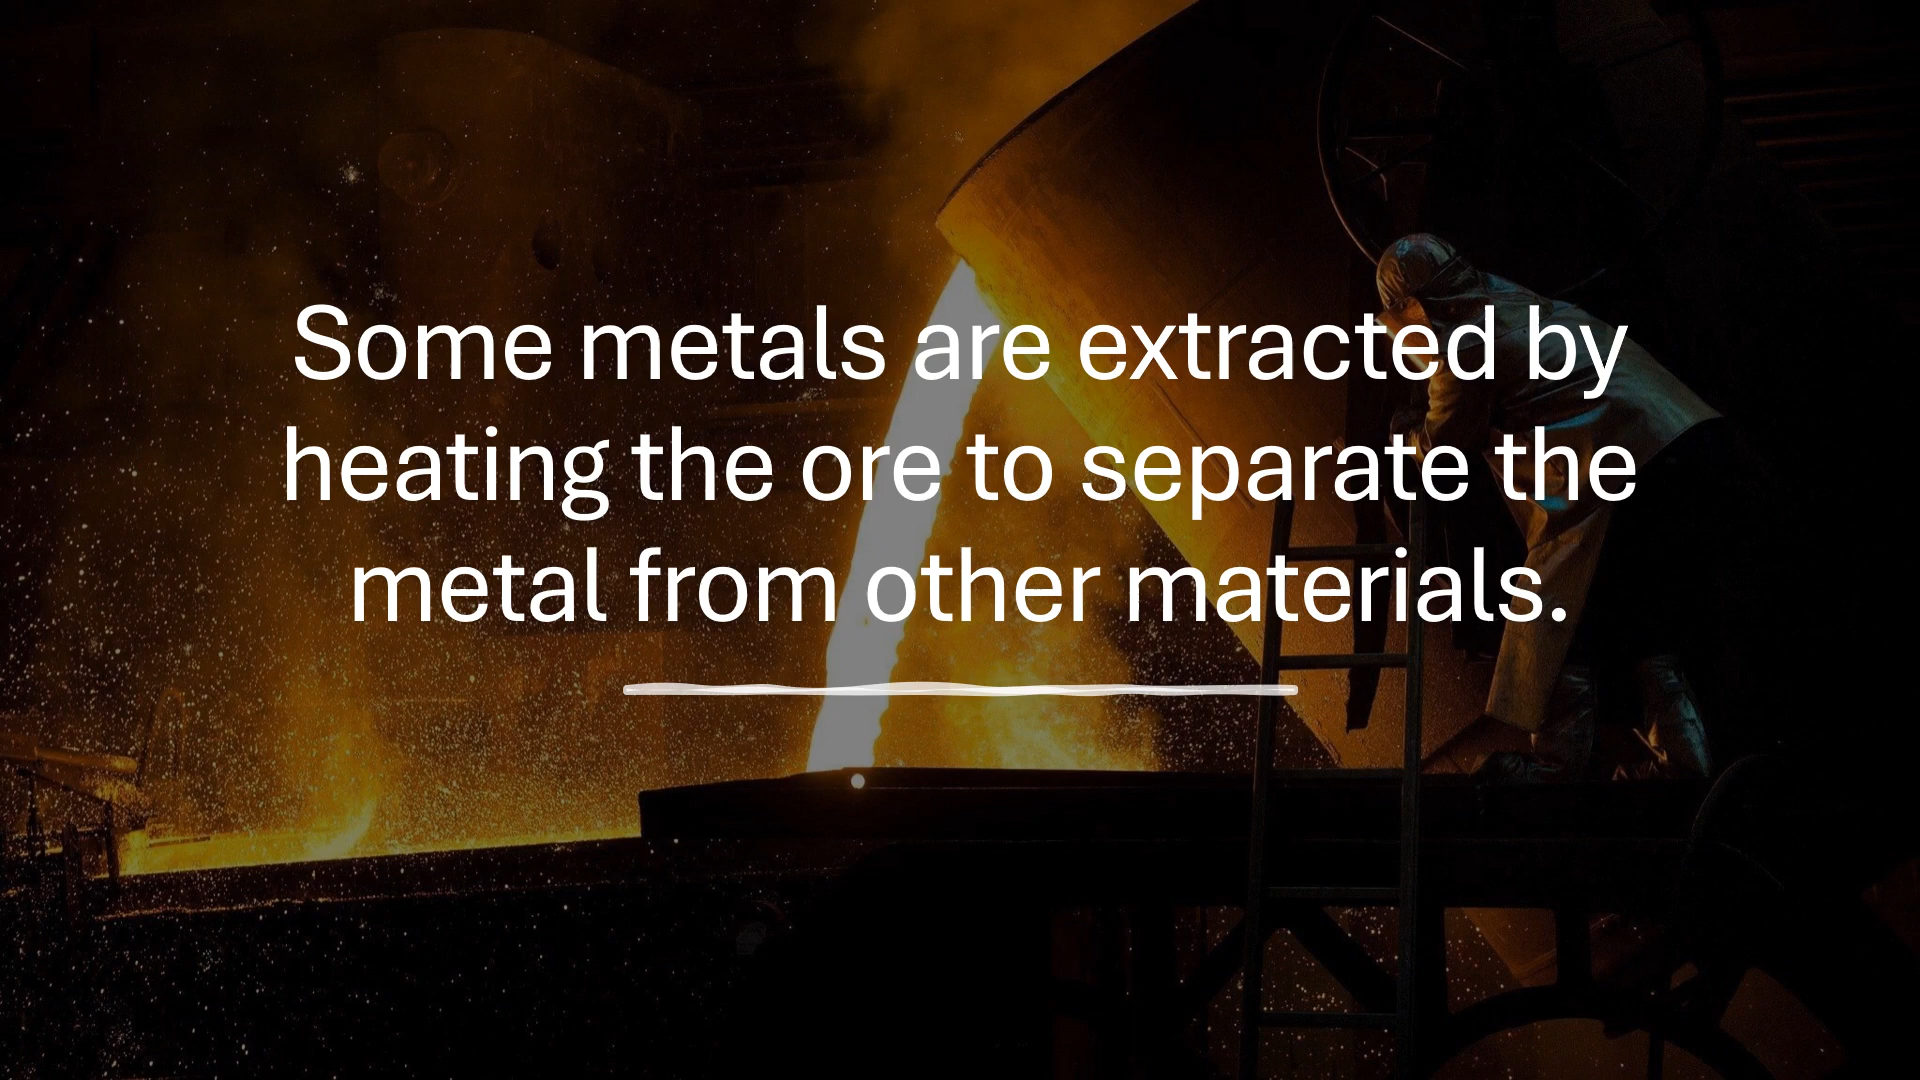 Some metals are extracted by
heating the ore to separate the
metal from other materials.